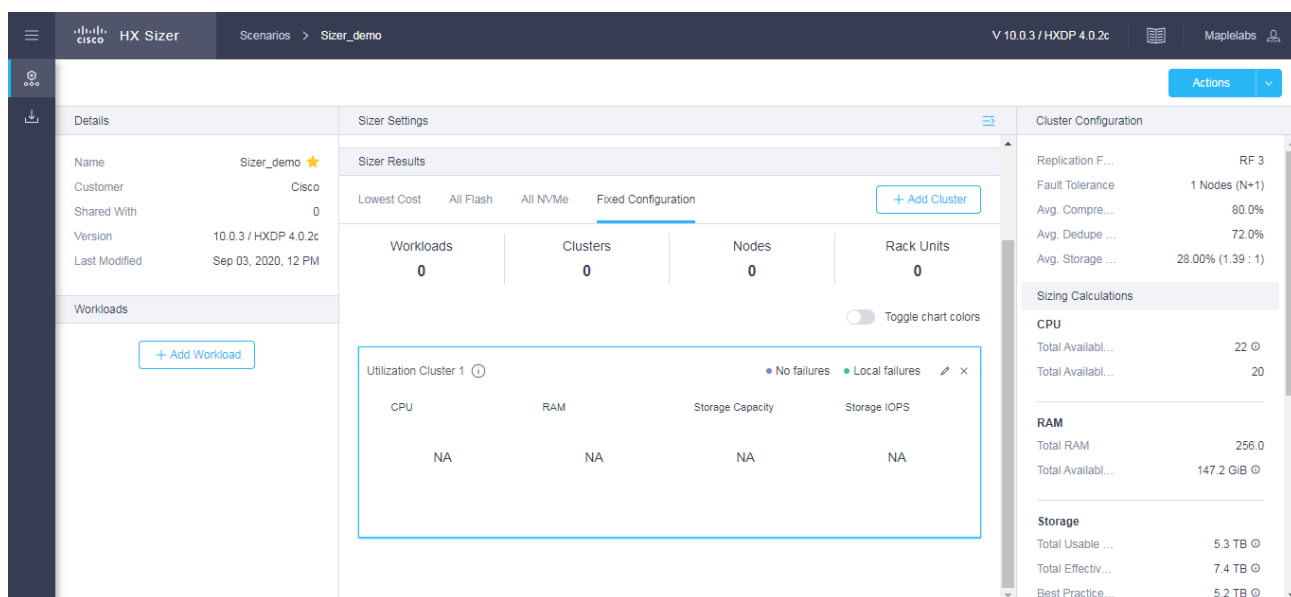 cisco HX Sizer Scenarios > Sizer_demo V 10.0.3 / HXDP 4.0.2c Maplelabs
Actions
Details
Name Sizer_demo
Customer Cisco
Shared With 0
Version 10.0.3 / HXDP 4.0.2c
Last Modified Sep 03, 2020, 12 PM
Workloads
+ Add Workload
Sizer Settings
Sizer Results
Lowest Cost All Flash All NVMe Fixed Configuration + Add Cluster
Workloads Clusters Nodes Rack Units
0 0 0 0
Toggle chart colors
Utilization Cluster 1 No failures Local failures
CPU RAM Storage Capacity Storage IOPS
NA NA NA NA
Cluster Configuration
Replication F... RF 3
Fault Tolerance 1 Nodes (N+1)
Avg. Compre... 80.0%
Avg. Dedupe ... 72.0%
Avg. Storage ... 28.00% (1.39 : 1)
Sizing Calculations
CPU
Total Availabl... 22
Total Availabl... 20
RAM
Total RAM 256.0
Total Availabl... 147.2 GiB
Storage
Total Usable ... 5.3 TB
Total Effectiv... 7.4 TB
Best Practice... 5.2 TB